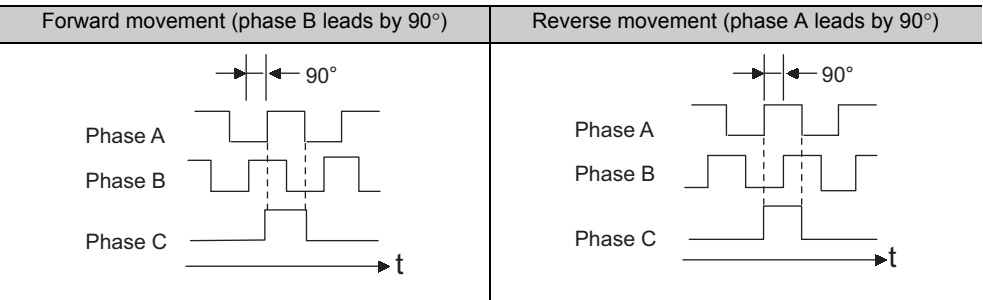 Forward movement (phase B leads by 90°)
Reverse movement (phase A leads by 90°)
90°
Phase A
Phase B
Phase C
t
90°
Phase A
Phase B
Phase C
t